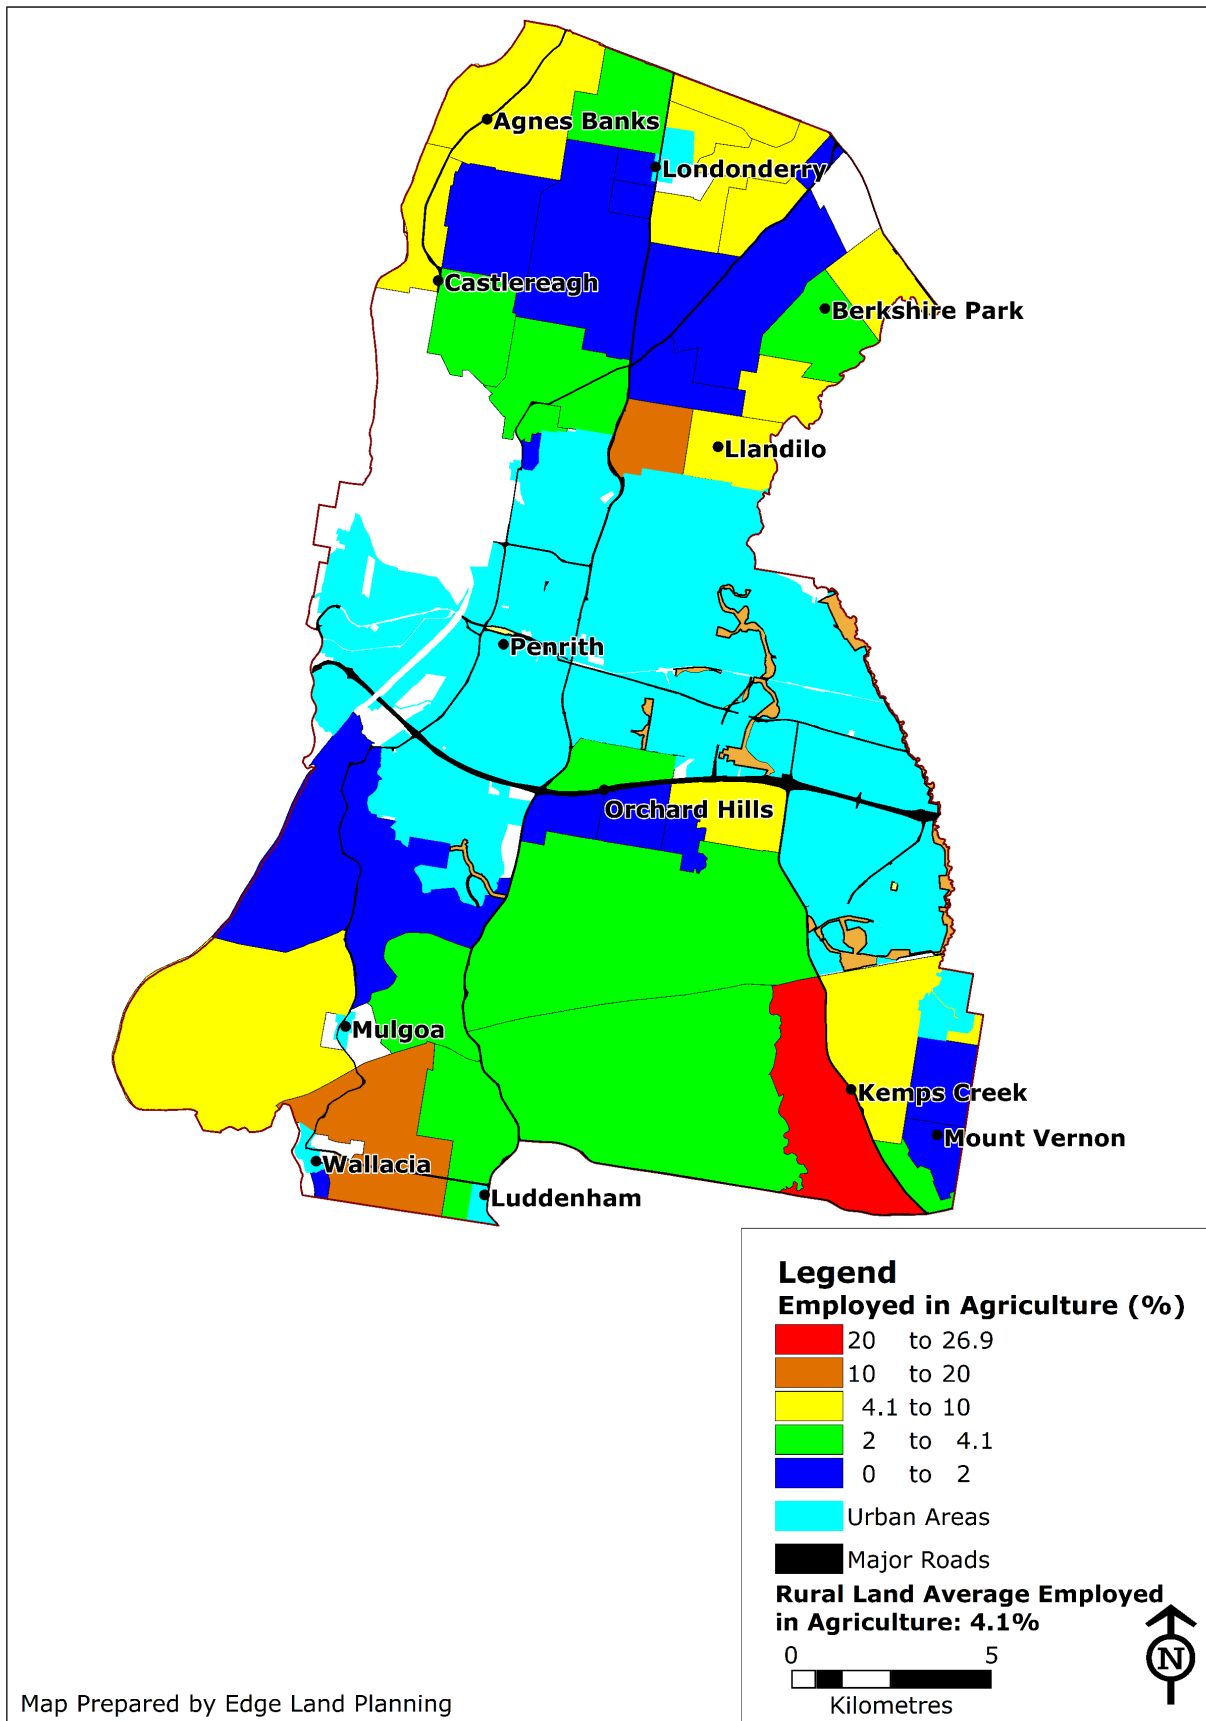 Agnes Banks
Londonderry
Castlereagh
Berkshire Park
Llandilo
Penrith
Orchard Hills
Mulgoa
Kemps Creek
Mount Vernon
Wallacia
Luddenham
Legend
Employed in Agriculture (%)
20 to 26.9
10 to 20
4.1 to 10
2 to 4.1
0 to 2
Urban Areas
Major Roads
Rural Land Average Employed
in Agriculture: 4.1%
0 5
Kilometres
N
Map Prepared by Edge Land Planning